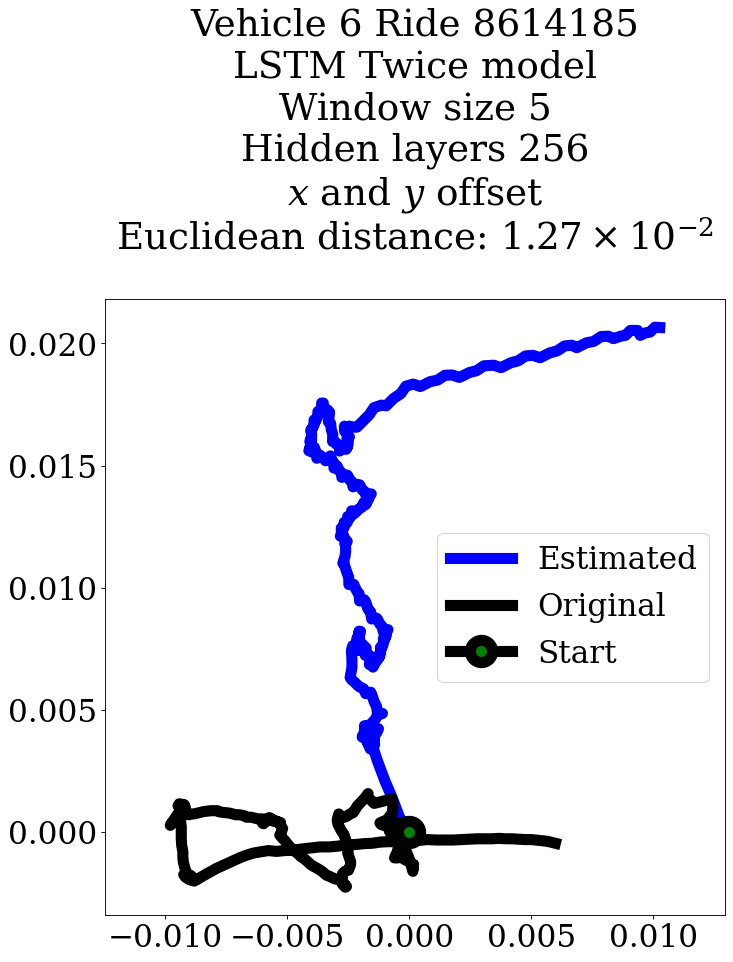 Vehicle 6 Ride 8614185
LSTM Twice model
Window size 5
Hidden layers 256
x and y offset
Euclidean distance: 1.27 × 10⁻²
0.020
0.015
0.010
0.005
0.000
Estimated
Original
Start
−0.010 −0.005 0.000 0.005 0.010